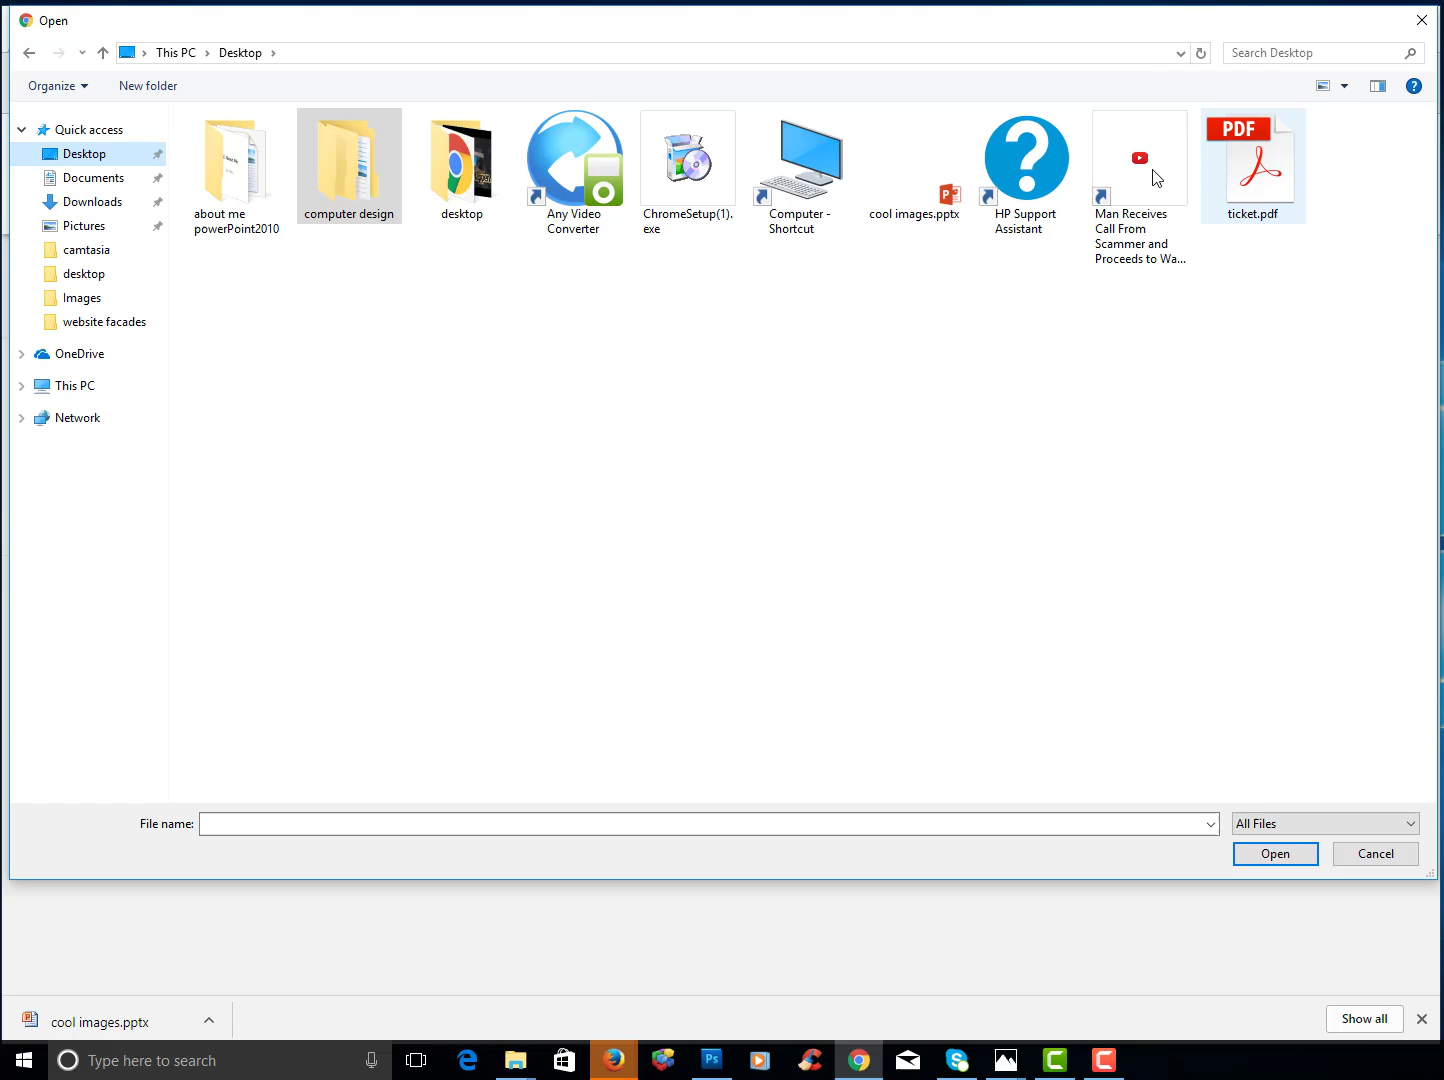 Open
This PC
Desktop
Search Desktop
Organize
New folder
Quick access
Desktop
Documents
Downloads
Pictures
camtasia
desktop
Images
website facades
OneDrive
This PC
Network
about me
powerPoint2010
computer design
desktop
Any Video
Converter
ChromeSetup(1).
exe
Computer -
Shortcut
cool images.pptx
HP Support
Assistant
Man Receives
Call From
Scammer and
Proceeds to Wa...
PDF
ticket.pdf
File name:
All Files
Open
Cancel
cool images.pptx
Show all
Type here to search
Ps